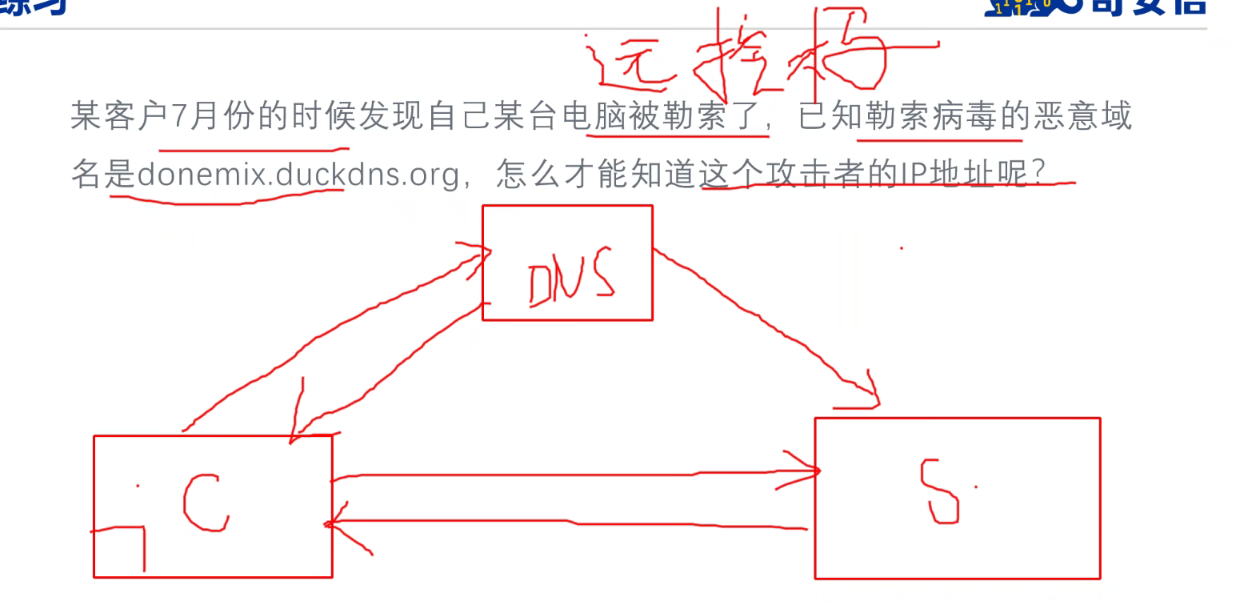 练习
奇安信
远控码
某客户7月份的时候发现自己某台电脑被勒索了，已知勒索病毒的恶意域
名是donemix.duckdns.org，怎么才能知道这个攻击者的IP地址呢？
DNS
C
S